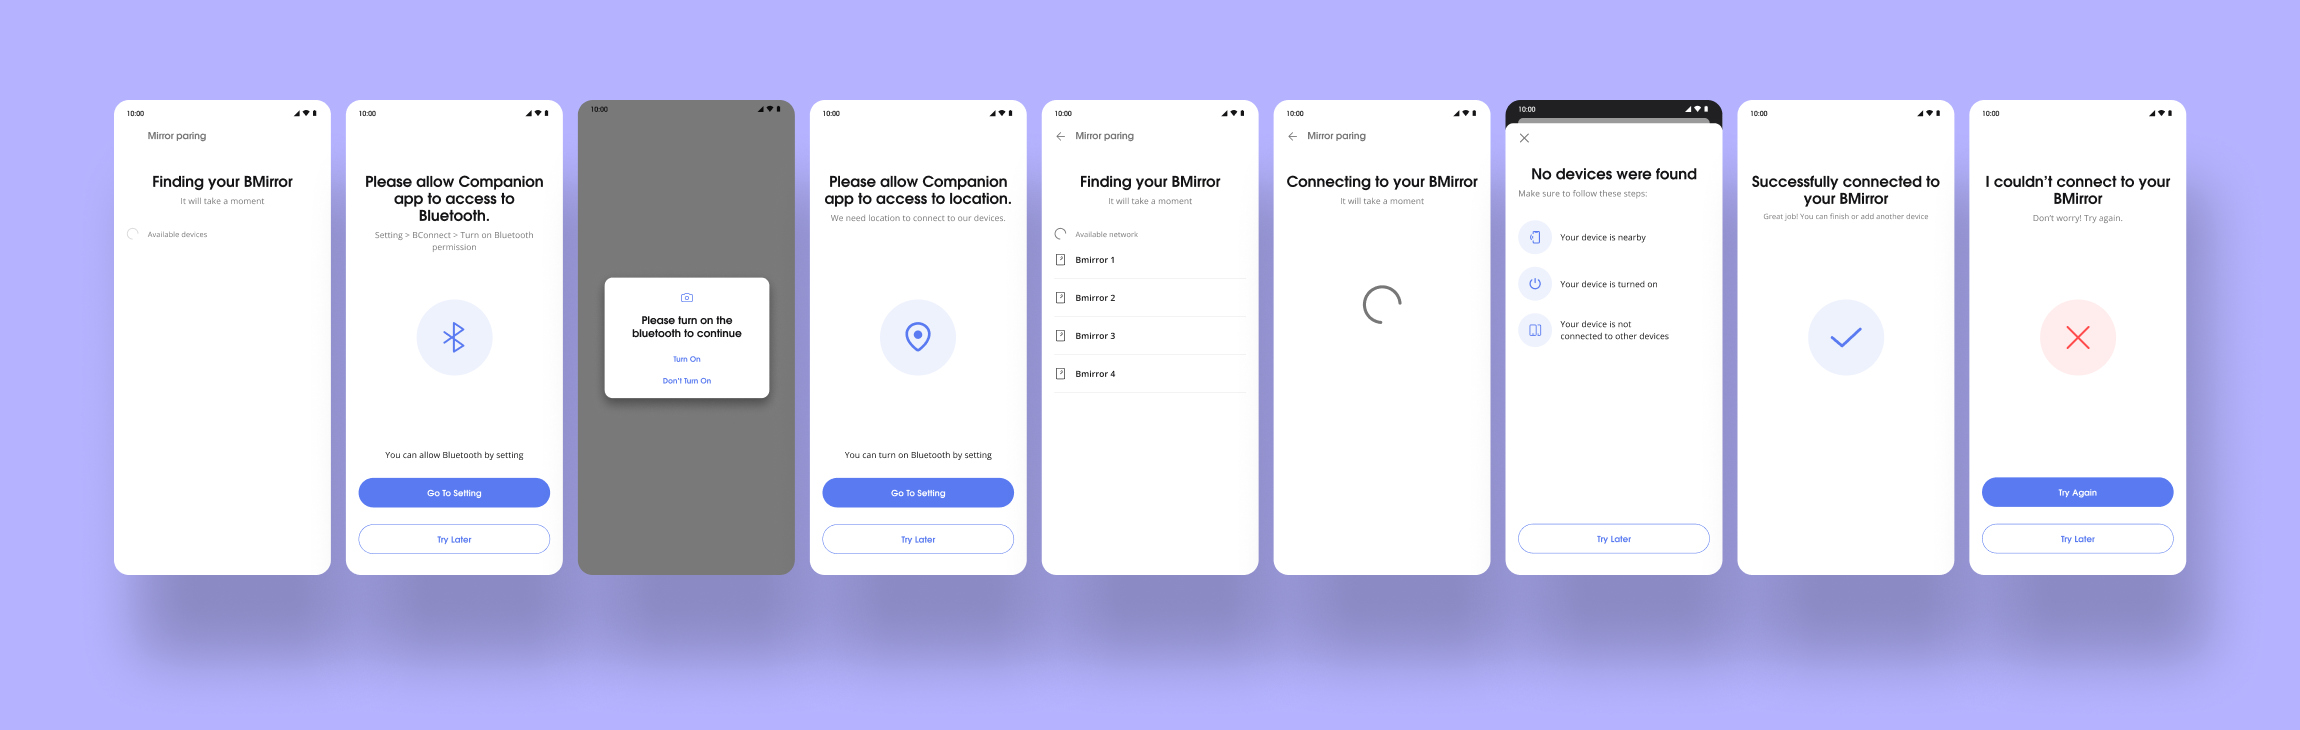 10:00
Mirror paring
Finding your BMirror
It will take a moment
Available devices
10:00
Please allow Companion
app to access to
Bluetooth.
Setting > BConnect > Turn on Bluetooth
permission
You can allow Bluetooth by setting
Go To Setting
Try Later
10:00
Please turn on the
bluetooth to continue
Turn On
Don't Turn On
10:00
Please allow Companion
app to access to location.
We need location to connect to our devices.
You can turn on Bluetooth by setting
Go To Setting
Try Later
10:00
Mirror paring
Finding your BMirror
It will take a moment
Available network
Bmirror 1
Bmirror 2
Bmirror 3
Bmirror 4
10:00
Mirror paring
Connecting to your BMirror
It will take a moment
10:00
No devices were found
Make sure to follow these steps:
Your device is nearby
Your device is turned on
Your device is not
connected to other devices
Try Later
10:00
Successfully connected to
your BMirror
Great job! You can finish or add another device
10:00
I couldn't connect to your
BMirror
Don't worry! Try again.
Try Again
Try Later